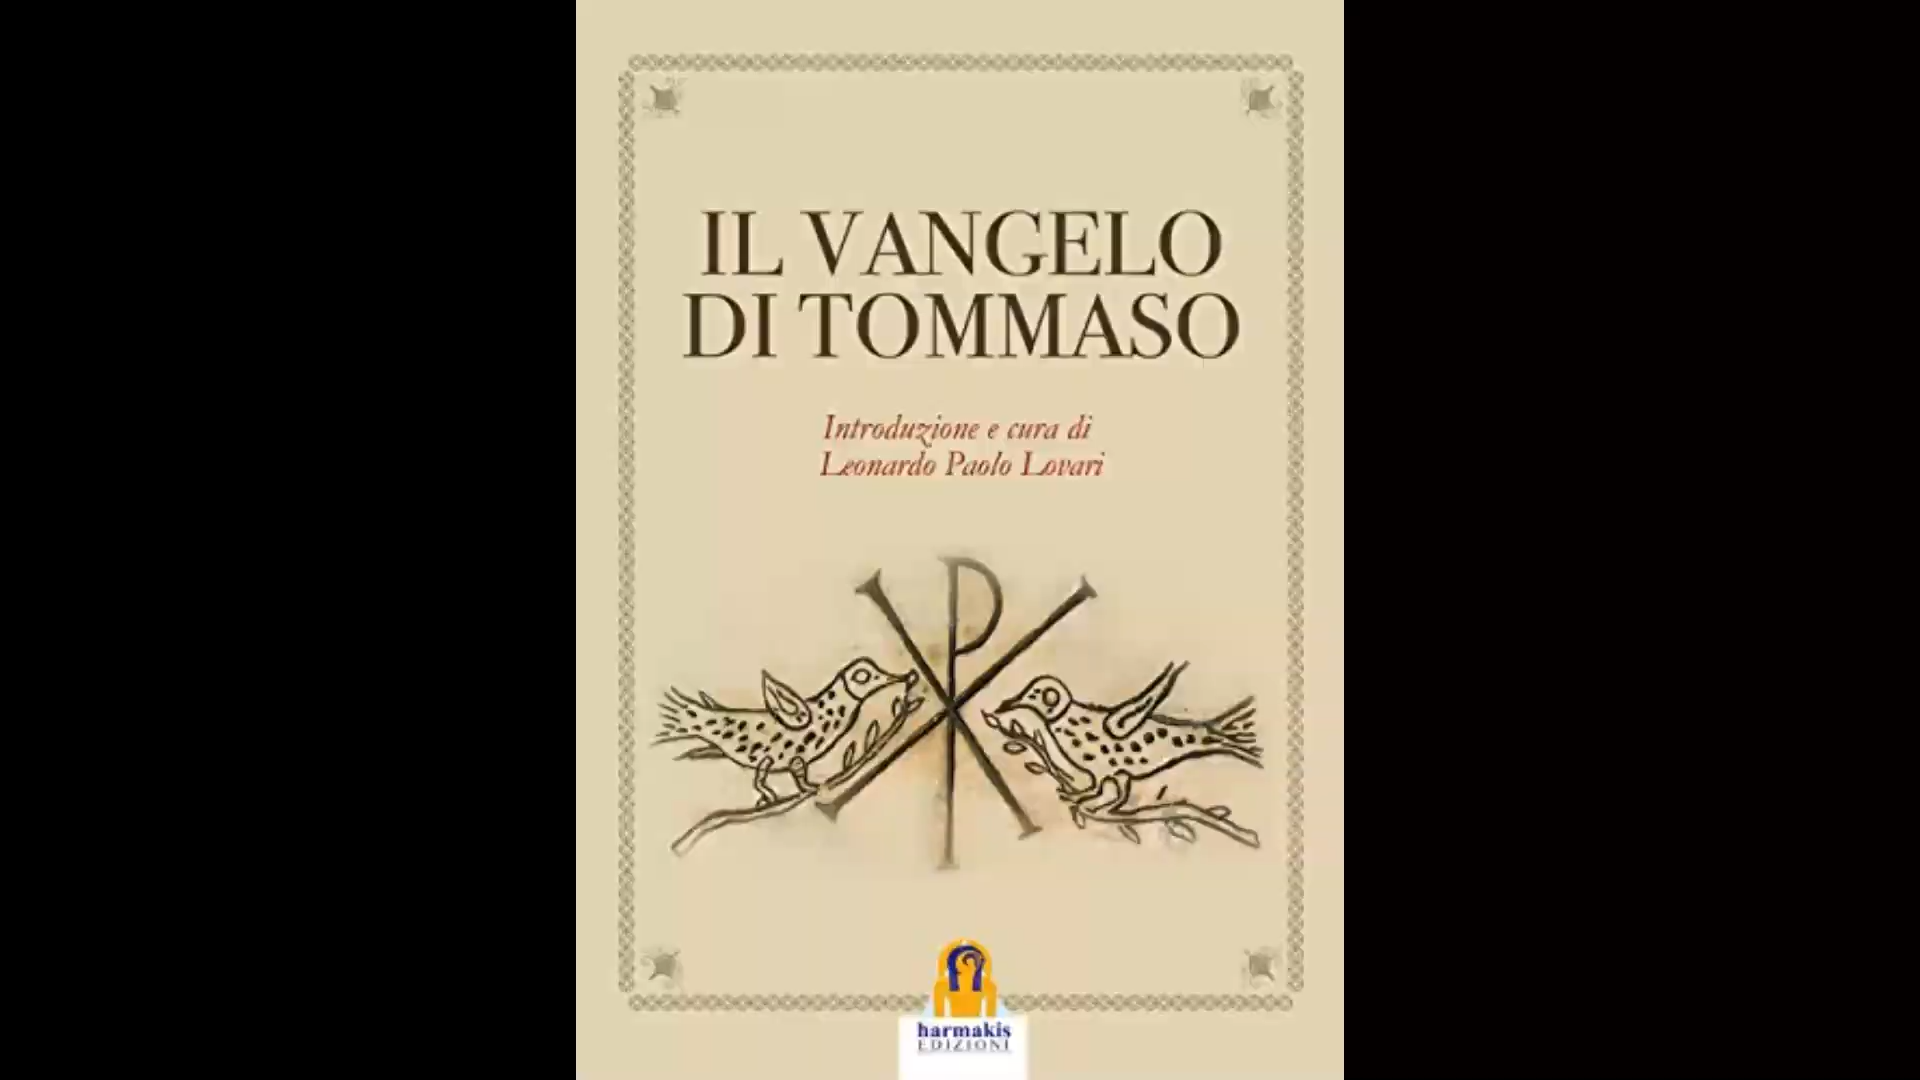 IL VANGELO
DI TOMMASO
Introduzione e cura di
Leonardo Paolo Lovari
harmakis
EDIZIONI